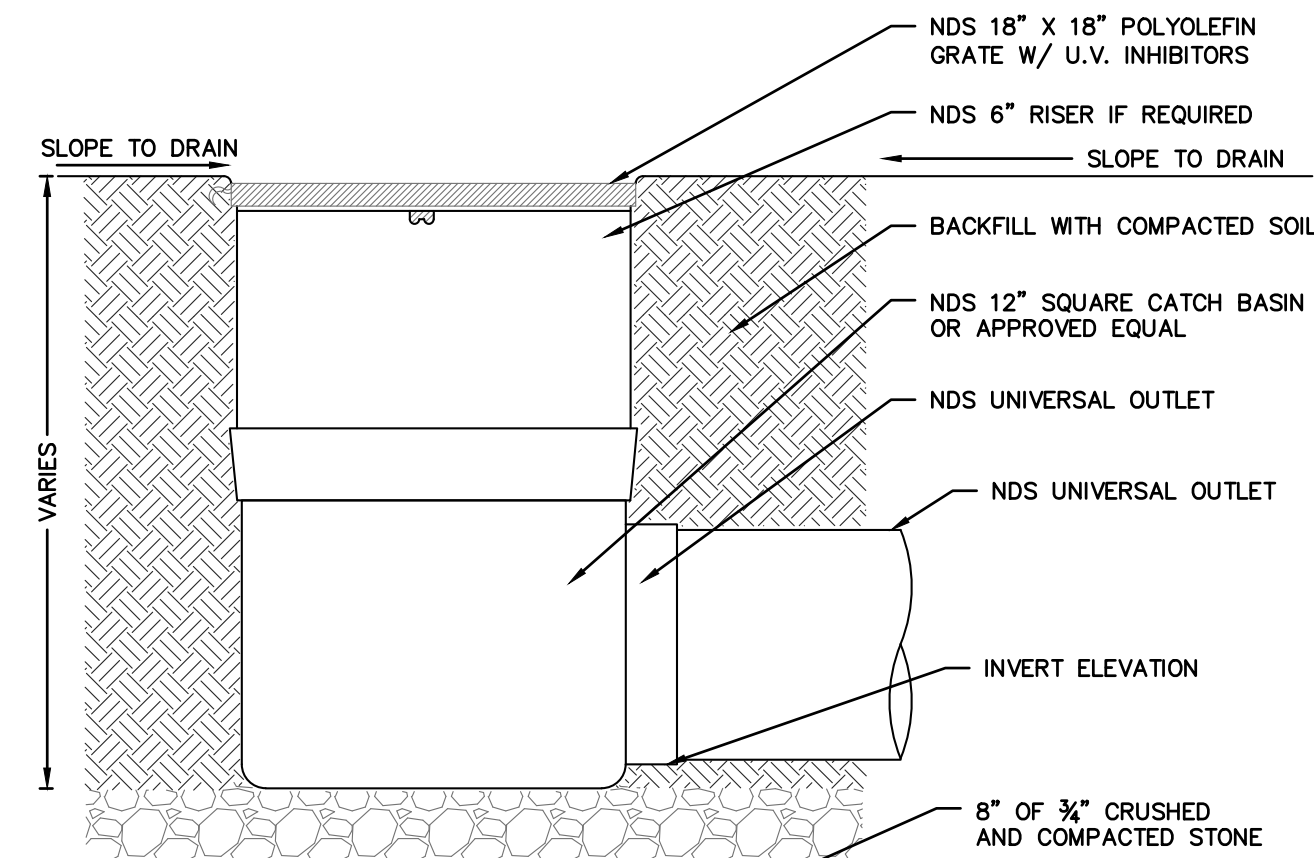 NDS 18” X 18” POLYOLEFIN
GRATE W/ U.V. INHIBITORS
NDS 6” RISER IF REQUIRED
SLOPE TO DRAIN
SLOPE TO DRAIN
BACKFILL WITH COMPACTED SOIL
NDS 12” SQUARE CATCH BASIN
OR APPROVED EQUAL
NDS UNIVERSAL OUTLET
VARIES
NDS UNIVERSAL OUTLET
INVERT ELEVATION
8” OF ¾” CRUSHED
AND COMPACTED STONE